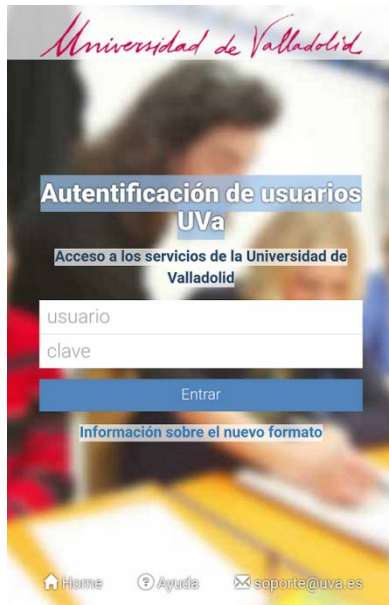 Universidad de Valladolid
Autentificación de usuarios
UVa
Acceso a los servicios de la Universidad de
Valladolid
usuario
clave
Entrar
Información sobre el nuevo formato
Home Ayuda soporte@uva.es